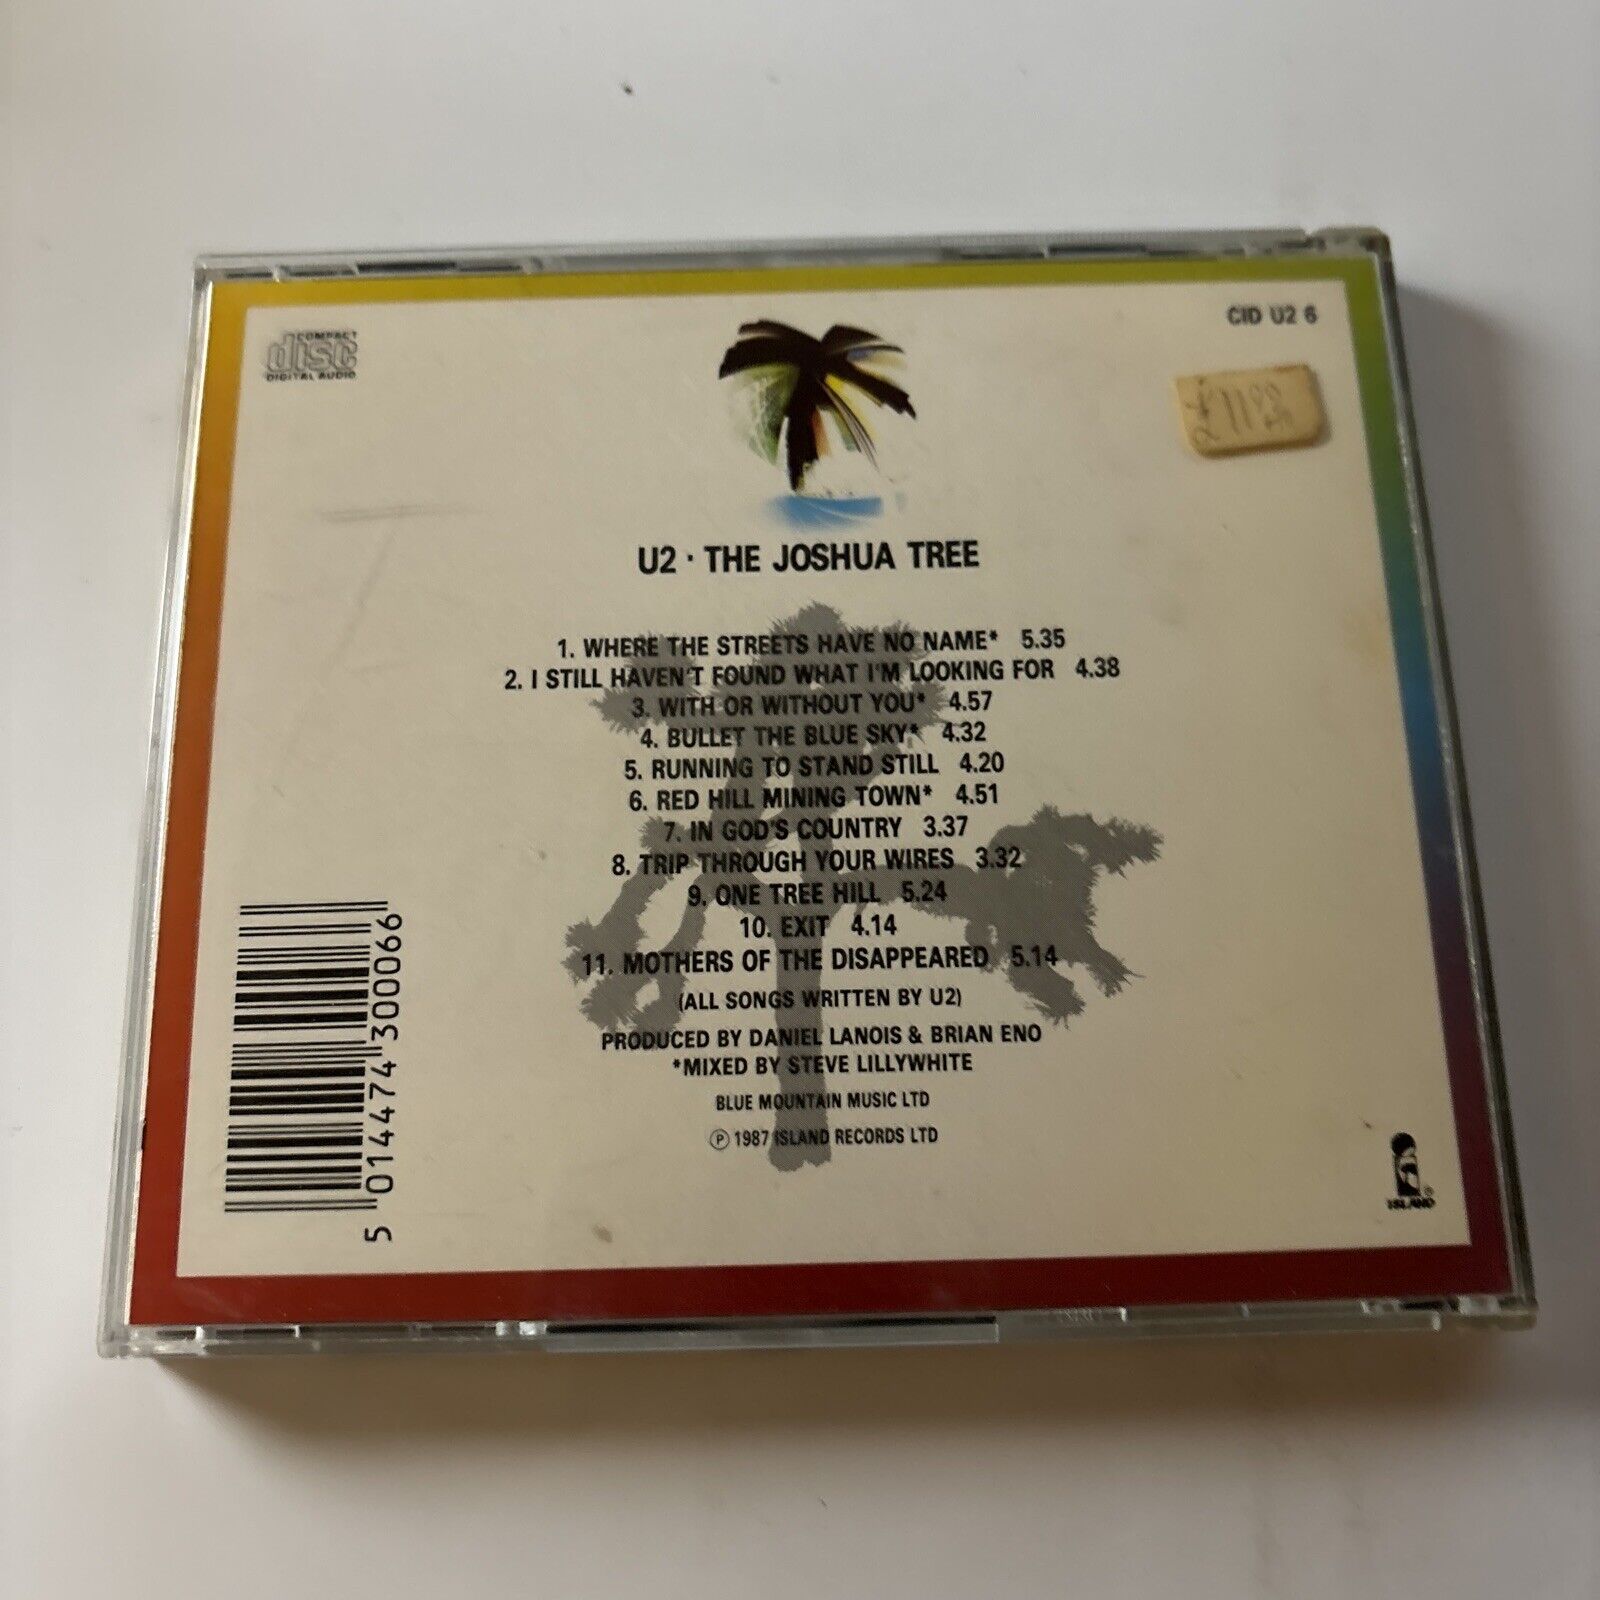 COMPACT
disc
DIGITAL AUDIO
CID U2 6
11.99
U2 · THE JOSHUA TREE
1. WHERE THE STREETS HAVE NO NAME* 5.35
2. I STILL HAVEN'T FOUND WHAT I'M LOOKING FOR 4.38
3. WITH OR WITHOUT YOU* 4.57
4. BULLET THE BLUE SKY* 4.32
5. RUNNING TO STAND STILL 4.20
6. RED HILL MINING TOWN* 4.51
7. IN GOD'S COUNTRY 3.37
8. TRIP THROUGH YOUR WIRES 3.32
9. ONE TREE HILL 5.24
10. EXIT 4.14
11. MOTHERS OF THE DISAPPEARED 5.14
(ALL SONGS WRITTEN BY U2)
PRODUCED BY DANIEL LANOIS & BRIAN ENO
*MIXED BY STEVE LILLYWHITE
BLUE MOUNTAIN MUSIC LTD
℗ 1987 ISLAND RECORDS LTD
5 014474 300066
ISLAND®